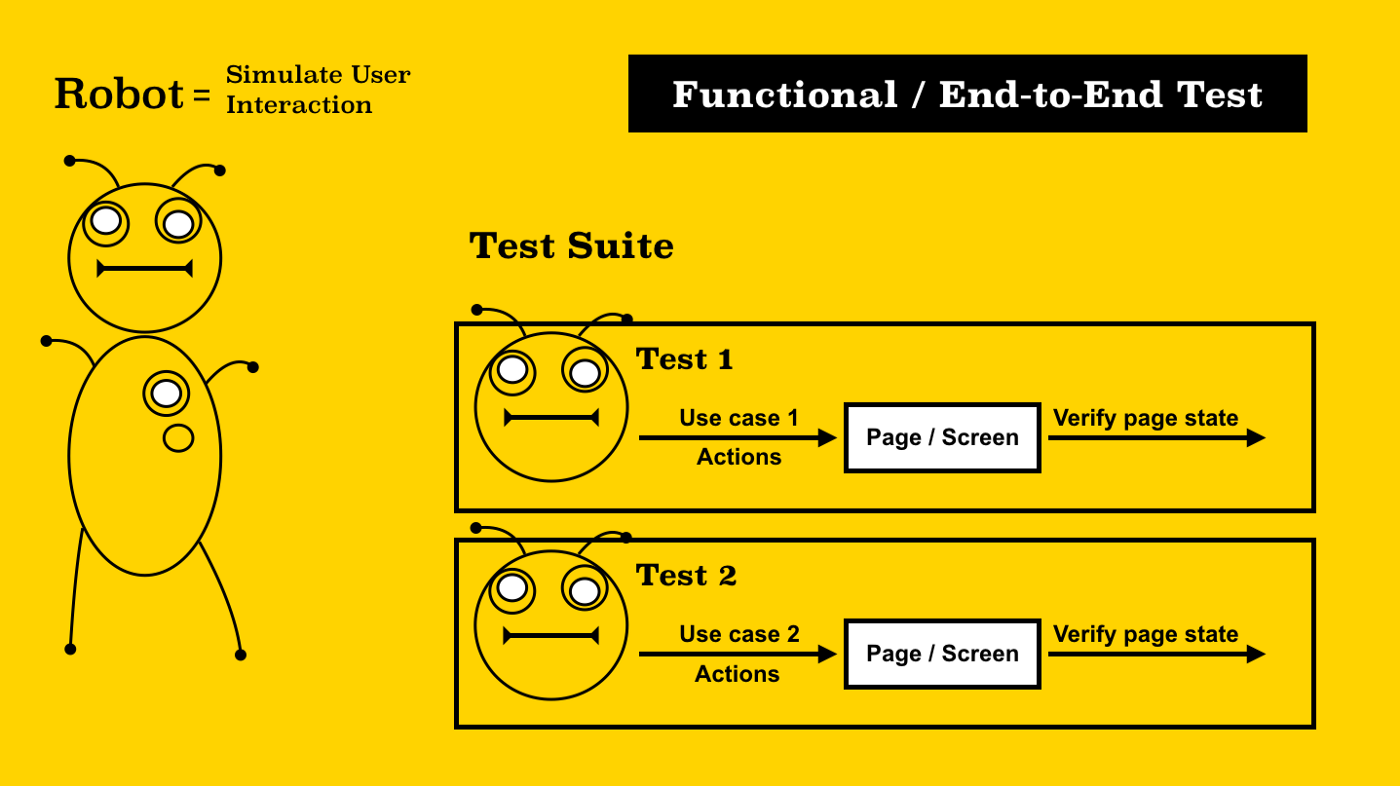 Robot = Simulate User
Interaction
Functional / End-to-End Test
Test Suite
Test 1
Use case 1
Actions
Page / Screen
Verify page state
Test 2
Use case 2
Actions
Page / Screen
Verify page state